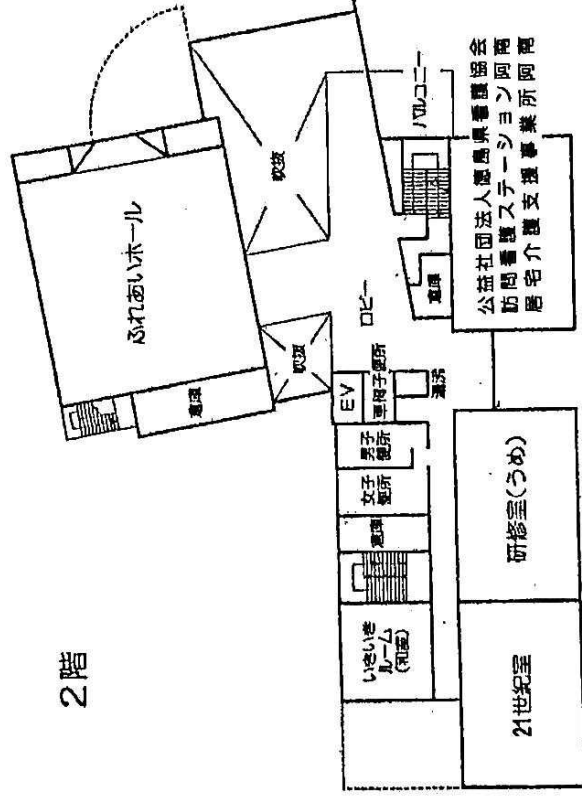 2階
ふれあいホール
倉庫
吹抜
吹抜
バルコニー
ロビー
倉庫
公益社団法人徳島県看護協会
訪問看護ステーション阿南
居宅介護支援事業所阿南
EV
車椅子便所
湯沸
男子
便所
女子
便所
倉庫
いきいき
ルーム
(和室)
研修室(うめ)
21世紀室